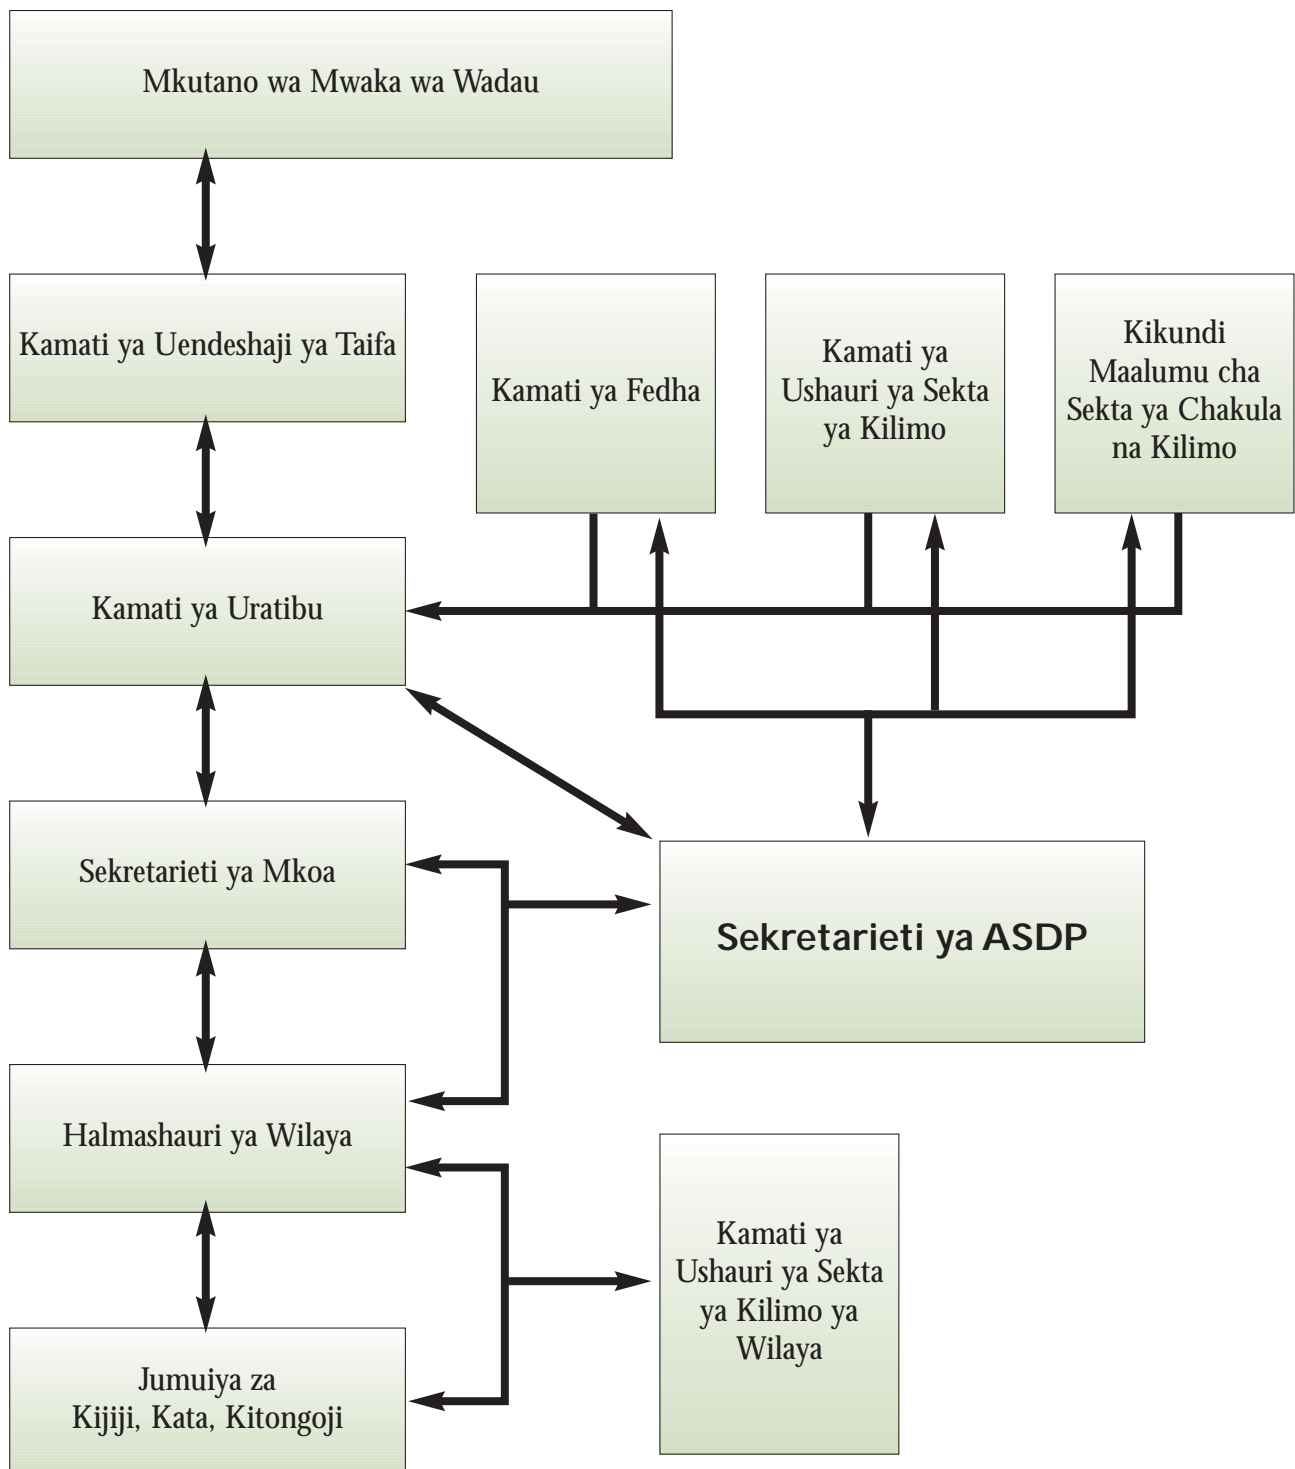 Mkutano wa Mwaka wa Wadau
Kamati ya Uendeshaji ya Taifa
Kamati ya Fedha
Kamati ya
Ushauri ya Sekta
ya Kilimo
Kikundi
Maalumu cha
Sekta ya Chakula
na Kilimo
Kamati ya Uratibu
Sekretarieti ya Mkoa
Sekretarieti ya ASDP
Halmashauri ya Wilaya
Kamati ya
Ushauri ya Sekta
ya Kilimo ya
Wilaya
Jumuiya za
Kijiji, Kata, Kitongoji